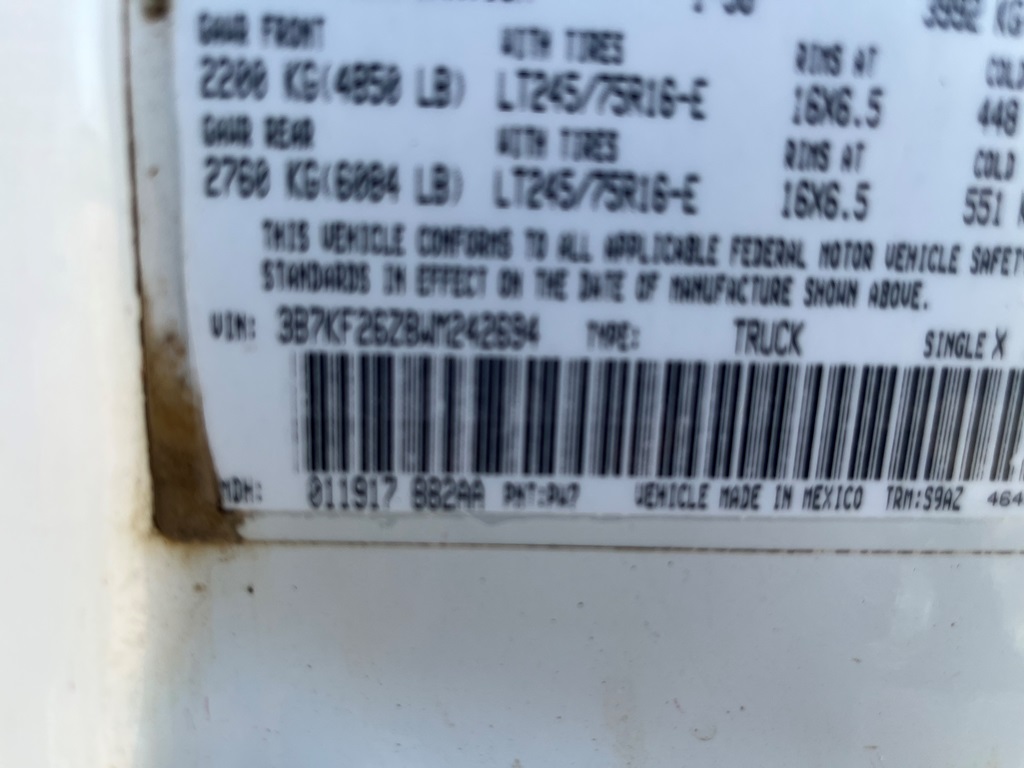 GAWR FRONT WITH TIRES RIMS AT COLD
2200 KG(4850 LB) LT245/75R16-E 16X6.5 448
GAWR REAR WITH TIRES RIMS AT COLD
2760 KG(6084 LB) LT245/75R16-E 16X6.5 551
THIS VEHICLE CONFORMS TO ALL APPLICABLE FEDERAL MOTOR VEHICLE SAFET
STANDARDS IN EFFECT ON THE DATE OF MANUFACTURE SHOWN ABOVE.
VIN: 3B7KF26Z8WM242694 TYPE: TRUCK SINGLE X
MDH: 011917 PNT:PW7 VEHICLE MADE IN MEXICO TRM:S9AZ 464